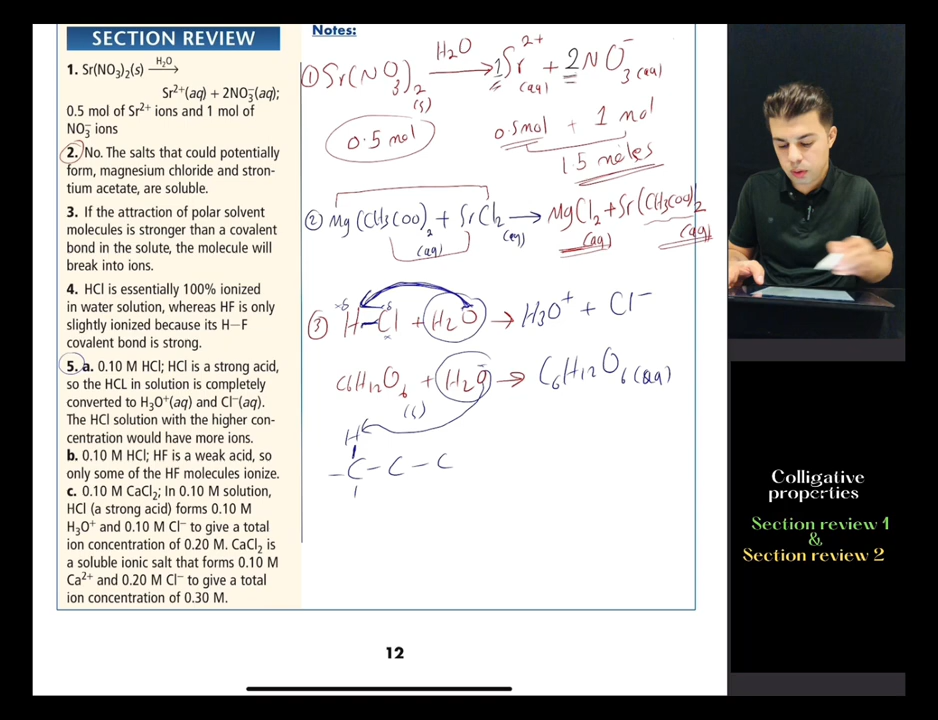 SECTION REVIEW
1. Sr(NO₃)₂(s) H₂O→
Sr²⁺(aq) + 2NO₃⁻(aq);
0.5 mol of Sr²⁺ ions and 1 mol of
NO₃⁻ ions
2. No. The salts that could potentially
form, magnesium chloride and stron-
tium acetate, are soluble.
3. If the attraction of polar solvent
molecules is stronger than a covalent
bond in the solute, the molecule will
break into ions.
4. HCl is essentially 100% ionized
in water solution, whereas HF is only
slightly ionized because its H–F
covalent bond is strong.
5. a. 0.10 M HCl; HCl is a strong acid,
so the HCL in solution is completely
converted to H₃O⁺(aq) and Cl⁻(aq).
The HCl solution with the higher con-
centration would have more ions.
b. 0.10 M HCl; HF is a weak acid, so
only some of the HF molecules ionize.
c. 0.10 M CaCl₂; In 0.10 M solution,
HCl (a strong acid) forms 0.10 M
H₃O⁺ and 0.10 M Cl⁻ to give a total
ion concentration of 0.20 M. CaCl₂ is
a soluble ionic salt that forms 0.10 M
Ca²⁺ and 0.20 M Cl⁻ to give a total
ion concentration of 0.30 M.
Notes:
① Sr(NO₃)₂(s) H₂O→ 1Sr²⁺(aq) + 2NO₃⁻(aq)
0.5 mol 0.5mol + 1 mol
1.5 moles
② Mg(CH₃COO)₂(aq) + SrCl₂(aq) → MgCl₂(aq) + Sr(CH₃COO)₂(aq)
③ H–Cl + H₂O → H₃O⁺ + Cl⁻
C6H12O6(s) + H₂O → C₆H₁₂O₆(aq)
H
–C–C–C
12
Colligative
properties
Section review 1
&
Section review 2